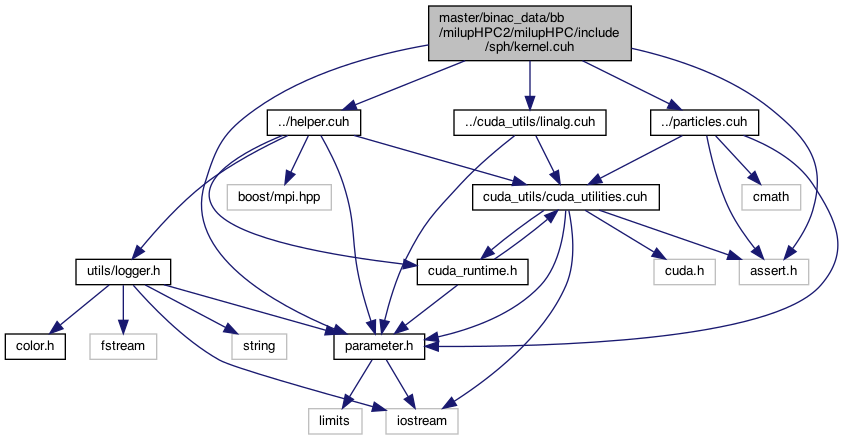 master/binac_data/bb
/milupHPC2/milupHPC/include
/sph/kernel.cuh
../helper.cuh
../cuda_utils/linalg.cuh
../particles.cuh
boost/mpi.hpp
cuda_utils/cuda_utilities.cuh
cmath
utils/logger.h
cuda_runtime.h
cuda.h
assert.h
color.h
fstream
string
parameter.h
limits
iostream